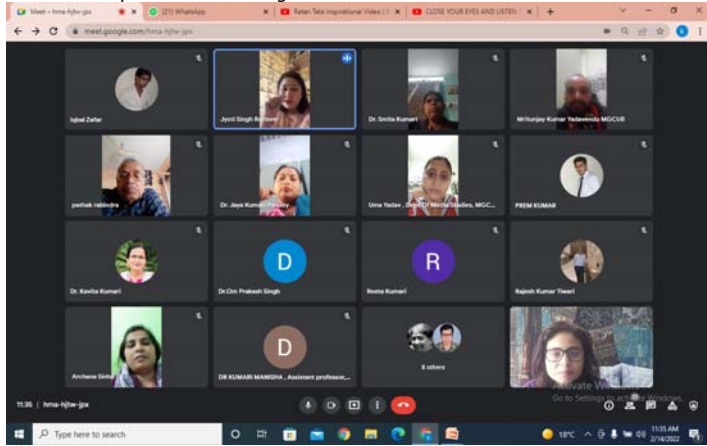 Meet - hma-hjtw-jpx
(21) WhatsApp
Ratan Tata Inspirational Video |
CLOSE YOUR EYES AND LISTEN
meet.google.com/hma-hjtw-jpx
Iqbal Zafar
Jyoti Singh
Dr. Smita Kumari
Mritunjay Kumar Yadavendu MGCUB
pathak rabindra
Dr. Jaya Kumari
Uma Yadav, Dept Of Media Studies, MGC...
PREM KUMAR
Dr. Kavita Kumari
D
Dr.Om Prakash Singh
R
Reeta Kumari
Rajesh Kumar Tiwari
Archana Sinha
D
DR KUMARI MANISHA , Assistant professor,...
8 others
Activate Windows
Go to Settings to activate Windows.
11:35 | hma-hjtw-jpx
Type here to search
18°C
11:35 AM
2/14/2022